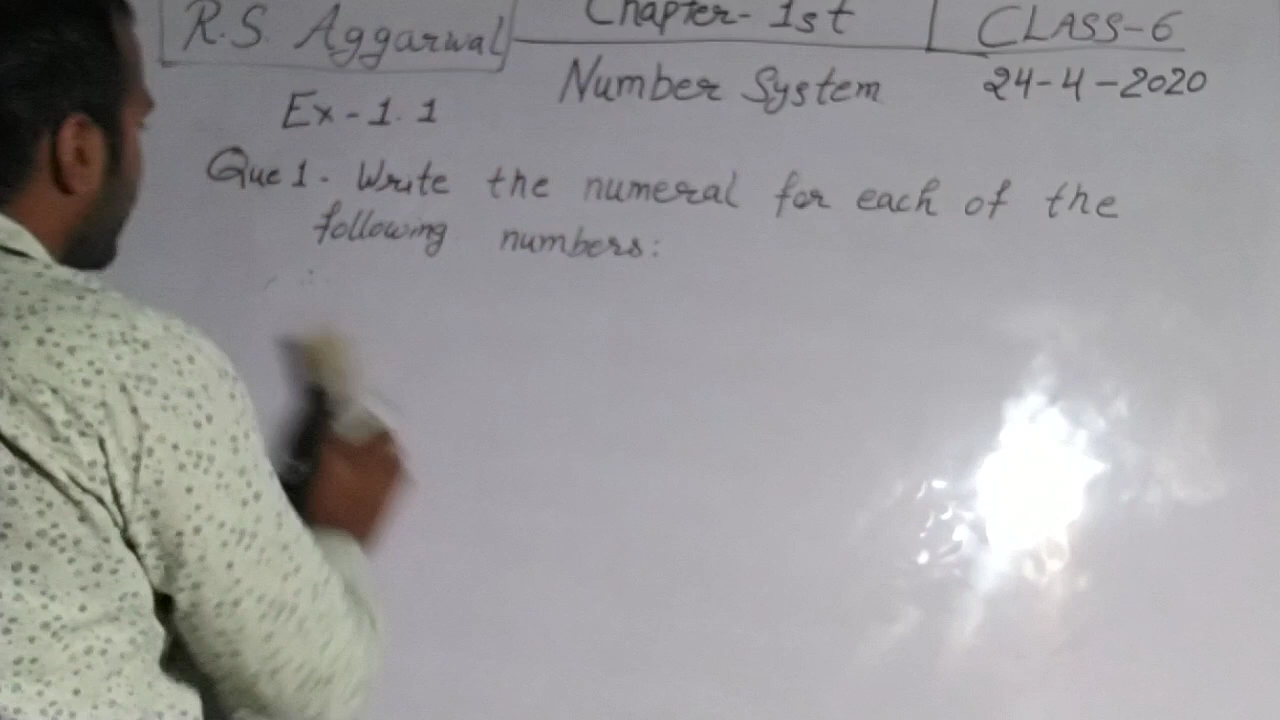 R.S. Aggarwal
Chapter- 1st
CLASS-6
Number System
24-4-2020
Ex-1.1
Que 1. Write the numeral for each of the
following numbers: